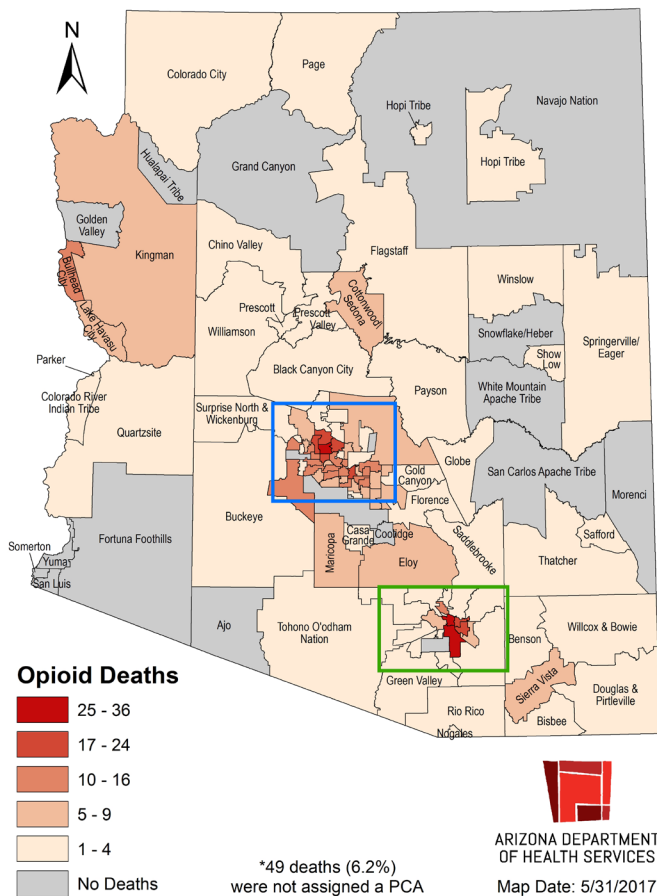 N
Colorado City
Page
Hopi Tribe
Navajo Nation
Hualapai Tribe
Grand Canyon
Hopi Tribe
Golden
Valley
Kingman
Bullhead
City
Lake Havasu
City
Chino Valley
Flagstaff
Cottonwood/
Sedona
Winslow
Prescott
Prescott
Valley
Williamson
Snowflake/Heber
Springerville/
Eager
Show
Low
Parker
Black Canyon City
White Mountain
Apache Tribe
Colorado River
Indian Tribe
Payson
Surprise North &
Wickenburg
Quartzsite
Globe
San Carlos Apache Tribe
Gold
Canyon
Morenci
Florence
Buckeye
Fortuna Foothills
Casa
Grande
Coolidge
Saddlebrooke
Safford
Somerton
Yuma
San Luis
Maricopa
Eloy
Thatcher
Ajo
Tohono O'odham
Nation
Benson
Willcox & Bowie
Green Valley
Sierra Vista
Douglas &
Pirtleville
Rio Rico
Bisbee
Nogales
Opioid Deaths
25 - 36
17 - 24
10 - 16
5 - 9
1 - 4
No Deaths
*49 deaths (6.2%)
were not assigned a PCA
ARIZONA DEPARTMENT
OF HEALTH SERVICES
Map Date: 5/31/2017